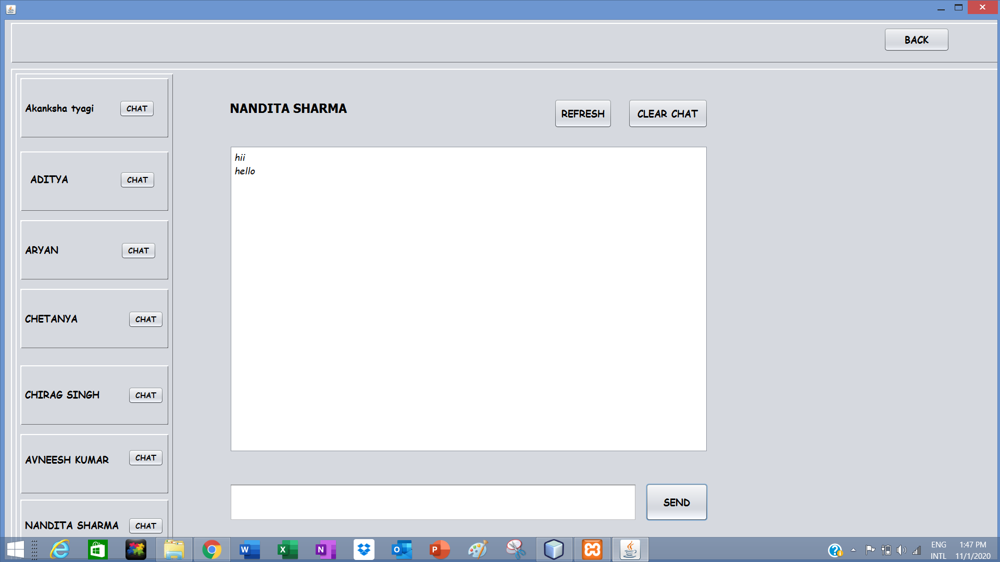 BACK
Akanksha tyagi CHAT
ADITYA CHAT
ARYAN CHAT
CHETANYA CHAT
CHIRAG SINGH CHAT
AVNEESH KUMAR CHAT
NANDITA SHARMA CHAT
NANDITA SHARMA REFRESH CLEAR CHAT
hii
hello
SEND
ENG 1:47 PM
INTL 11/1/2020